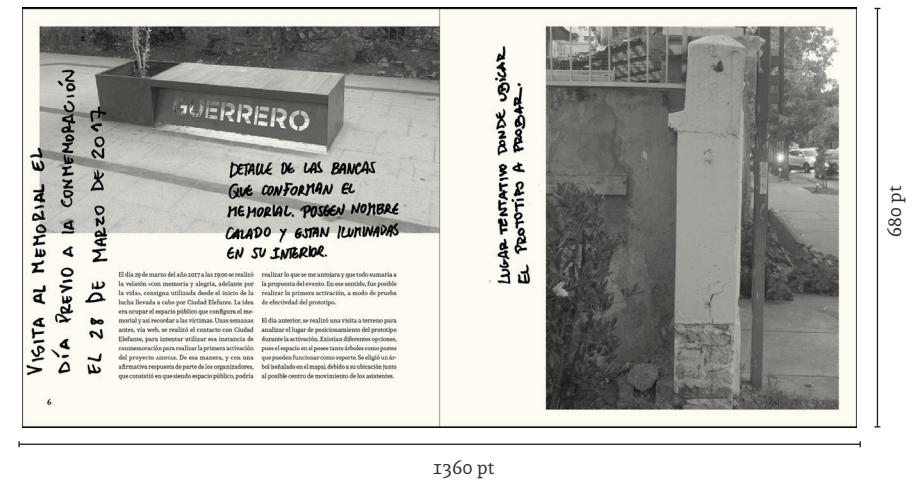 VISITA AL MEMORIAL EL
DÍA PREVIO A LA CONMEMORACIÓN
EL 28 DE MARZO DE 2017
GUERRERO
DETALLE DE LAS BANCAS
QUE CONFORMAN EL
MEMORIAL. POSEEN NOMBRE
CALADO Y ESTAN ILUMINADAS
EN SU INTERIOR.
El día 29 de marzo del año 2017 a las 19:00 se realizó
la velatón «con memoria y alegría, adelante por
la vida», consigna utilizada desde el inicio de la
lucha llevada a cabo por Ciudad Elefante. La idea
era ocupar el espacio público que configura el me-
morial y así recordar a las víctimas. Unas semanas
antes, vía web, se realizó el contacto con Ciudad
Elefante, para intentar utilizar esa instancia de
conmemoración para realizar la primera activación
del proyecto De esa manera, y con una
afirmativa respuesta de parte de los organizadores,
que consistió en que siendo espacio público, podría
realizar lo que se me antojara y que todo sumaría a
la propuesta del evento. En ese sentido, fue posible
realizar la primera activación, a modo de prueba
de efectividad del prototipo.
El día anterior, se realizó una visita a terreno para
analizar el lugar de posicionamiento del prototipo
durante la activación. Existían diferentes opciones,
pues el espacio en sí posee tanto árboles como postes
que pueden funcionar como soporte. Se eligió un ár-
bol (señalado en el mapa), debido a su ubicación junto
al posible centro de movimiento de los asistentes.
6
LUGAR TENTATIVO DONDE UBICAR
EL PROTOTIPO A PROBAR.
680 pt
1360 pt